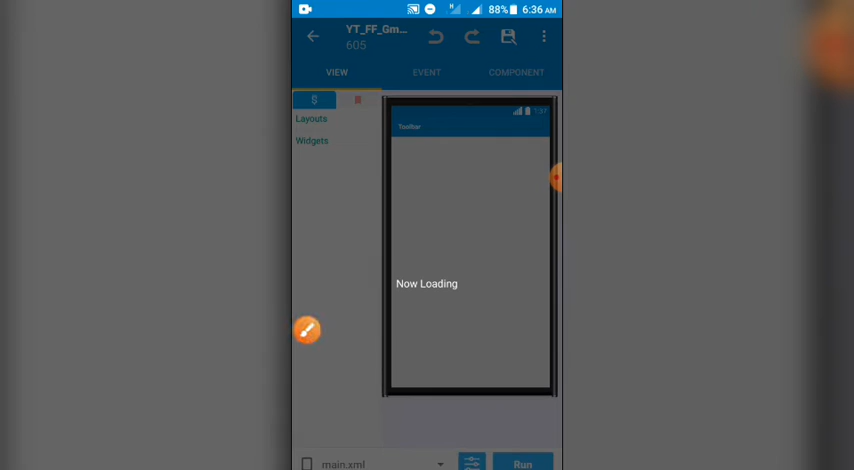 88% 6:36 AM
YT_FF_Gm...
605
VIEW EVENT COMPONENT
Layouts
Widgets
Toolbar
Now Loading
main.xml
Run